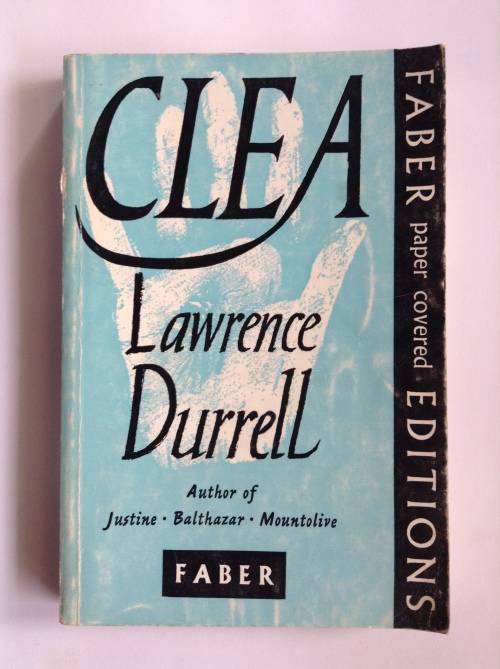 CLEA
Lawrence
Durrell
Author of
Justine · Balthazar · Mountolive
FABER
FABER paper covered EDITIONS